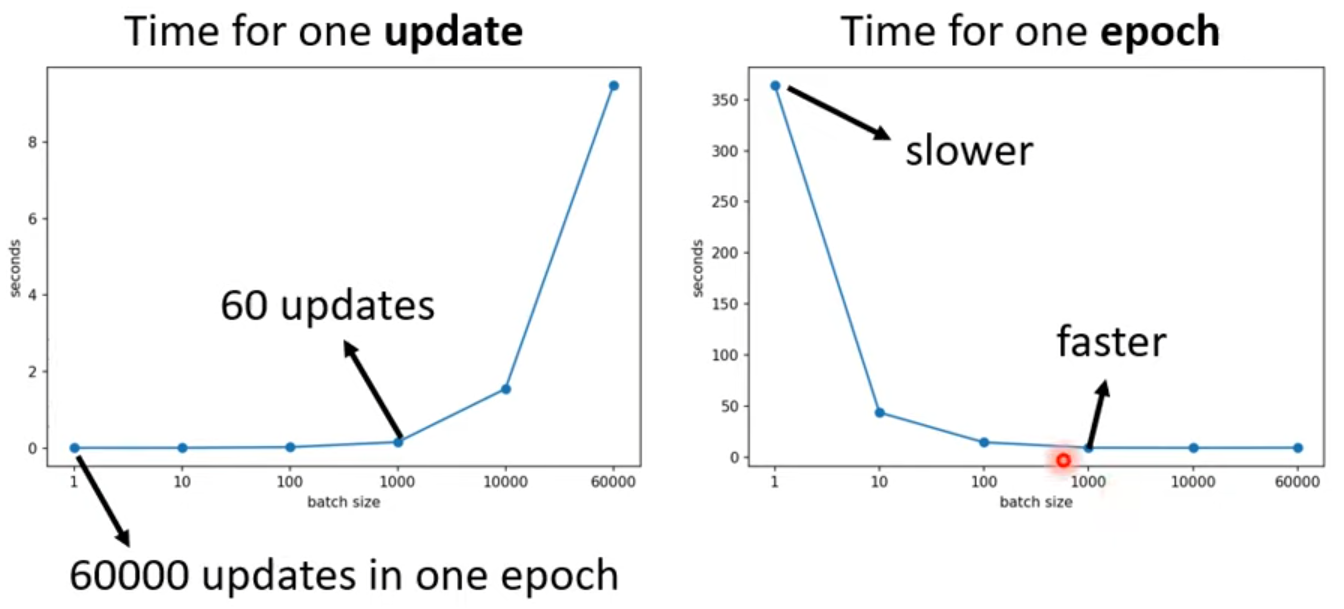 Time for one update
8
6
4
2
0
seconds
1 10 100 1000 10000 60000
batch size
60 updates
60000 updates in one epoch
Time for one epoch
350
300
250
200
150
100
50
0
seconds
1 10 100 1000 10000 60000
batch size
slower
faster